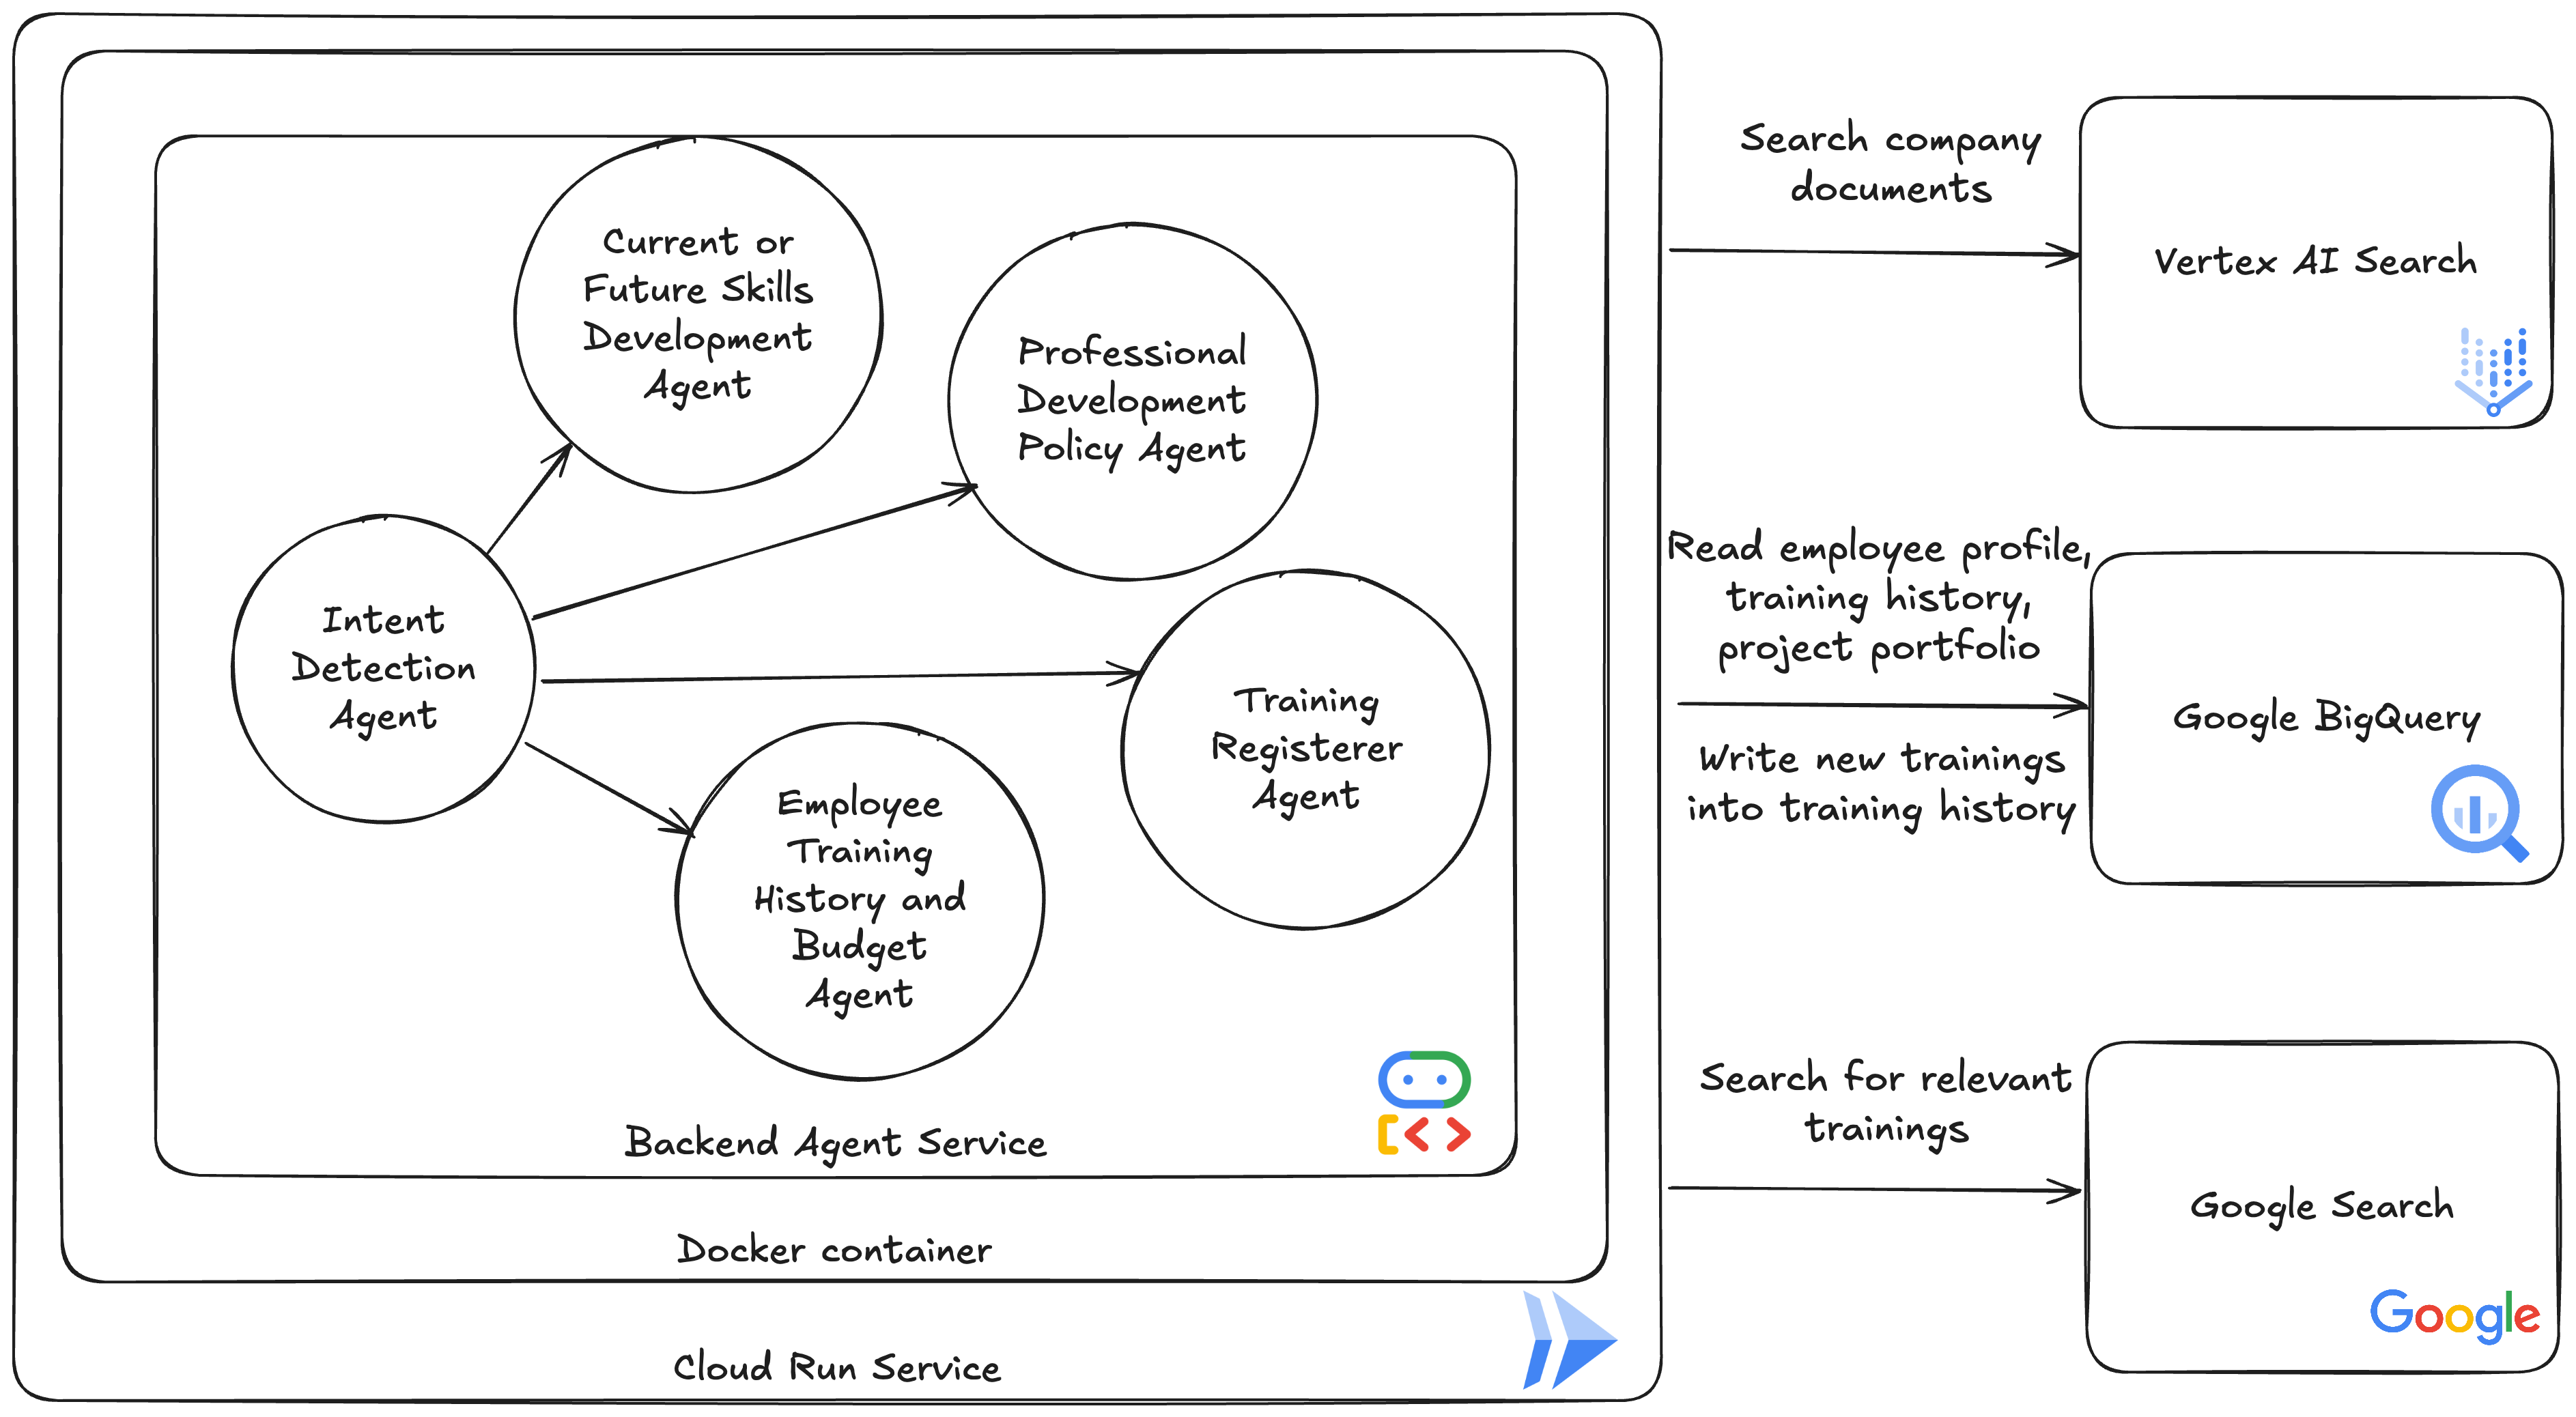 Current or
Future Skills
Development
Agent
Professional
Development
Policy Agent
Intent
Detection
Agent
Training
Registerer
Agent
Employee
Training
History and
Budget
Agent
Backend Agent Service
Docker container
Cloud Run Service
Search company
documents
Vertex AI Search
Read employee profile,
training history,
project portfolio
Write new trainings
into training history
Google BigQuery
Search for relevant
trainings
Google Search
Google